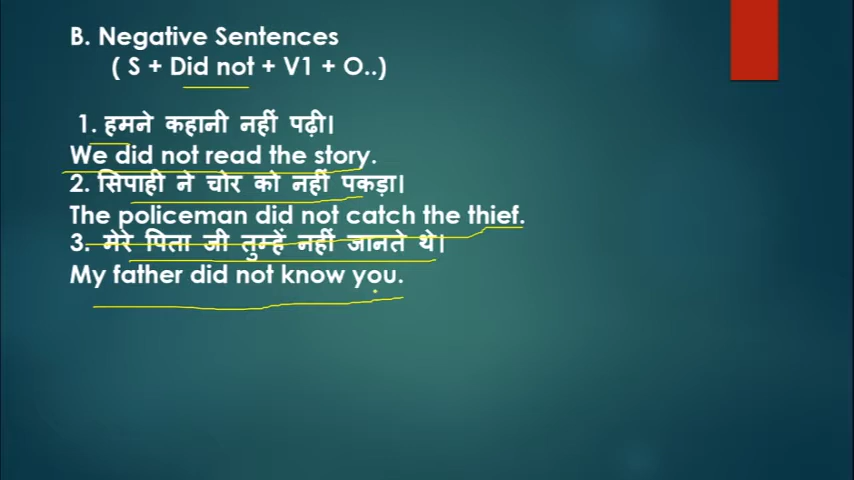 B. Negative Sentences
( S + Did not + V1 + O..)
1. हमने कहानी नहीं पढ़ी।
We did not read the story.
2. सिपाही ने चोर को नहीं पकड़ा।
The policeman did not catch the thief.
3. मेरे पिता जी तुम्हें नहीं जानते थे।
My father did not know you.